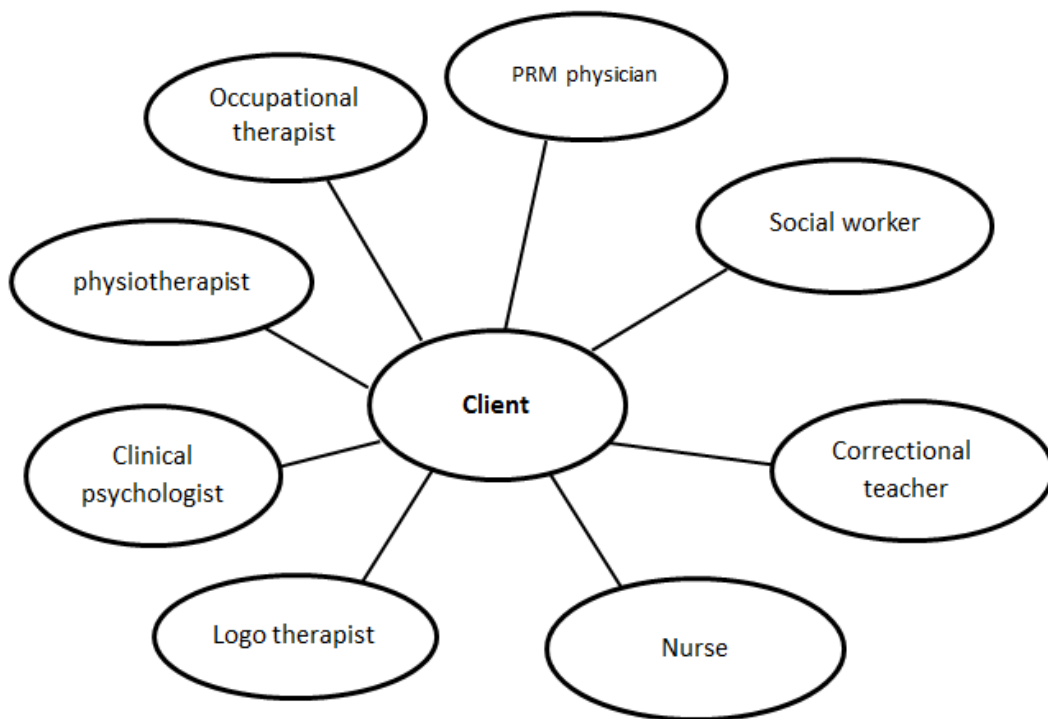 PRM physician
Occupational
therapist
Social worker
physiotherapist
Client
Clinical
psychologist
Correctional
teacher
Logo therapist
Nurse